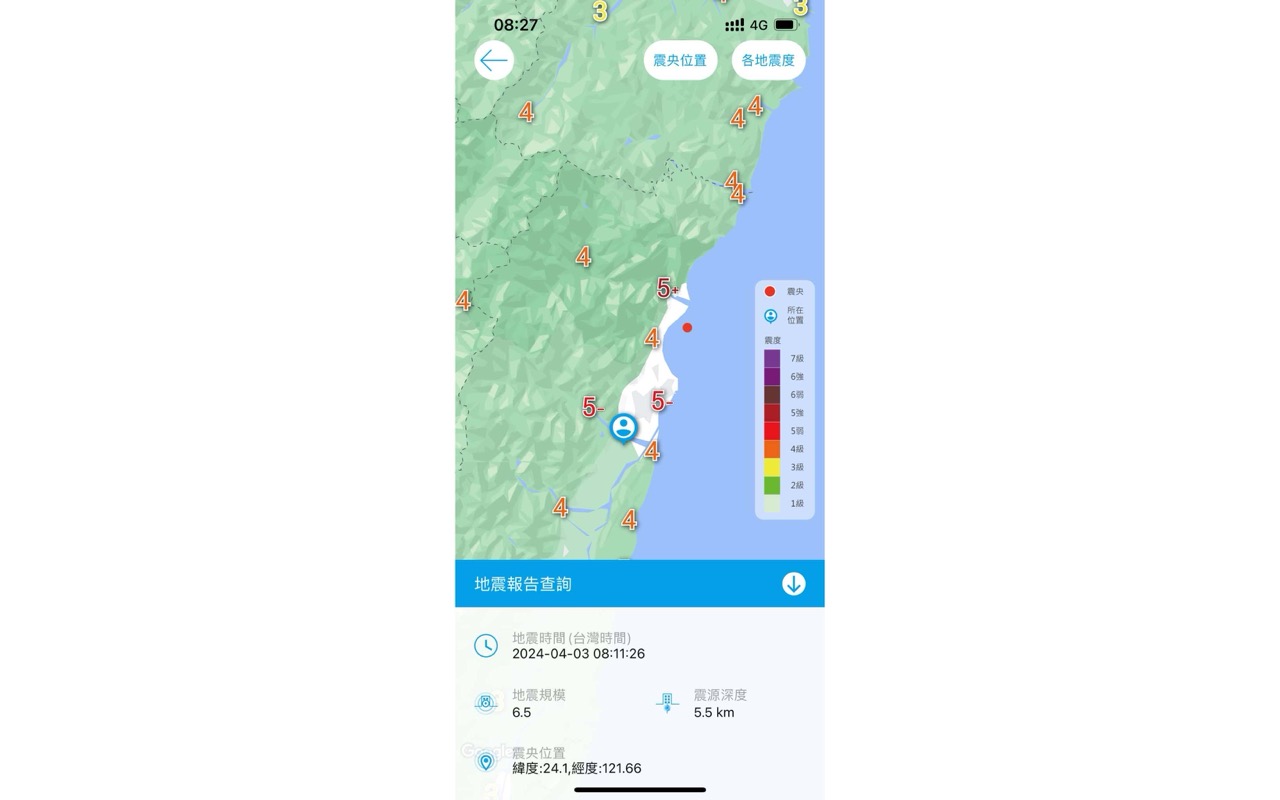 3
3
08:27
4G
震央位置
各地震度
4
4
4
4
4
4
5+
4
震央
所在
位置
震度
7級
6強
6弱
5強
5弱
4級
3級
2級
1級
4
5-
5-
4
4
4
地震報告查詢
地震時間 (台灣時間)
2024-04-03 08:11:26
地震規模
6.5
震源深度
5.5 km
震央位置
緯度:24.1,經度:121.66
Google